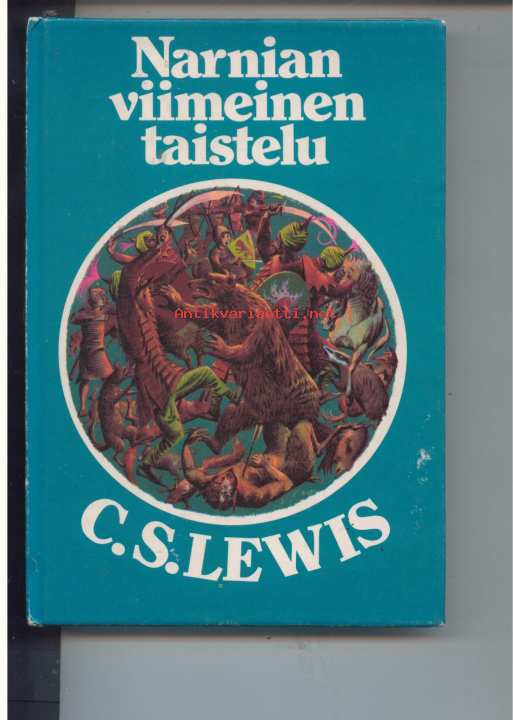 Narnian
viimeinen
taistelu
Antikvariaatti.net
C.S.LEWIS